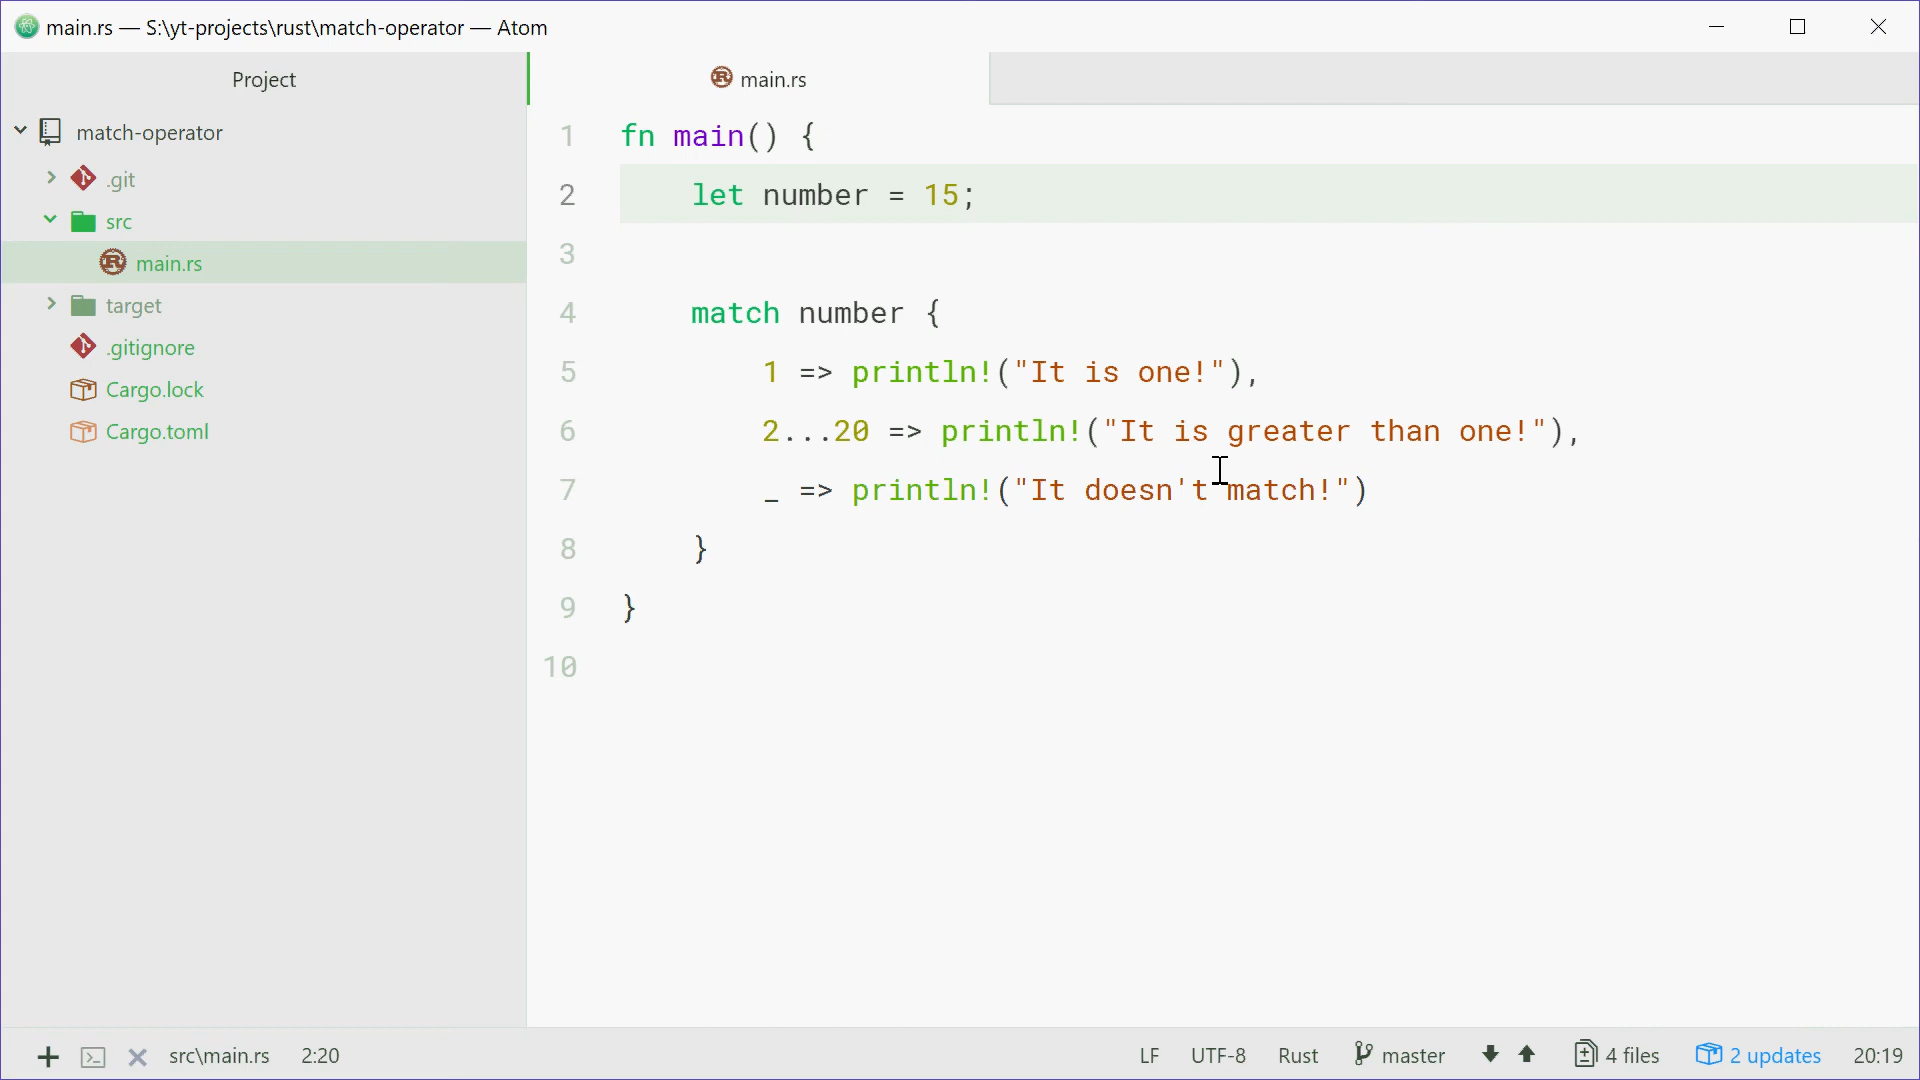 main.rs — S:\yt-projects\rust\match-operator — Atom
Project
main.rs
match-operator
.git
src
main.rs
target
.gitignore
Cargo.lock
Cargo.toml
1 fn main() {
2     let number = 15;
3
4     match number {
5         1 => println!("It is one!"),
6         2...20 => println!("It is greater than one!"),
7         _ => println!("It doesn't match!")
8     }
9 }
10
src\main.rs 2:20 LF UTF-8 Rust master 4 files 2 updates 20:19